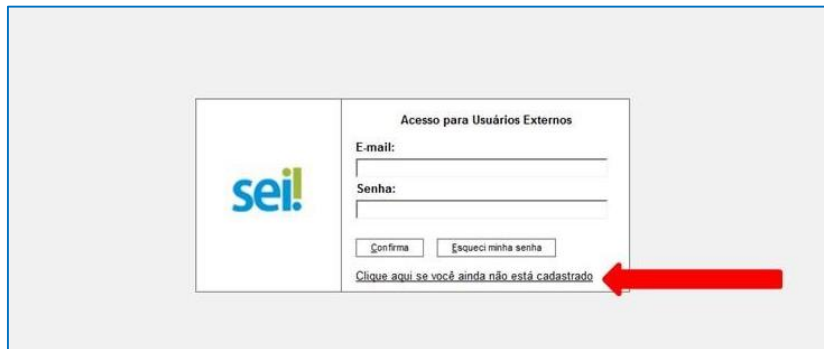 Acesso para Usuários Externos
E-mail:
sei!
Senha:
Confirma
Esqueci minha senha
Clique aqui se você ainda não está cadastrado